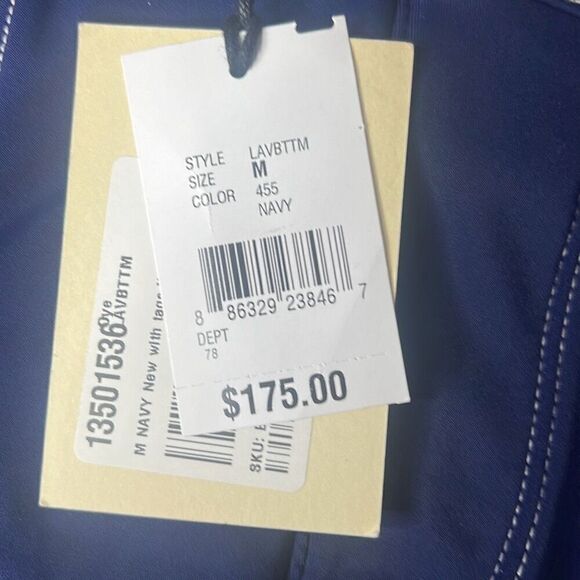 STYLE LAVBTTM
SIZE M
COLOR 455
NAVY
8 86329 23846 7
DEPT
78
$175.00
13501536
LAVBTTM
M NAVY New with tags
SKU: